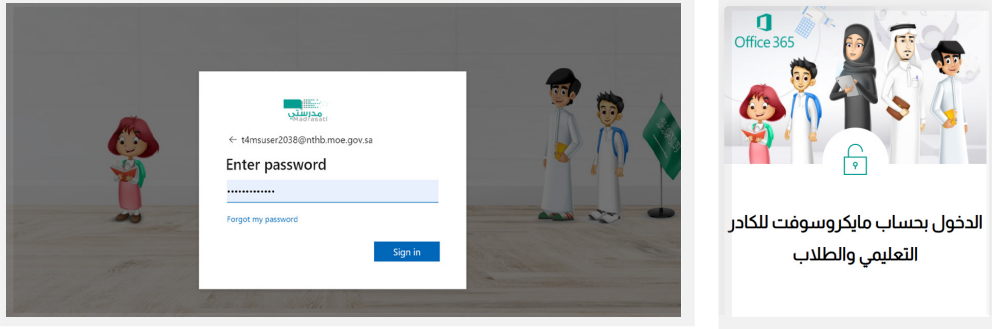 مدرستي
Madrasati
← t4msuser2038@nthb.moe.gov.sa
Enter password
•••••••••••••
Forgot my password
Sign in
Office 365
الدخول بحساب مايكروسوفت للكادر
التعليمي والطلاب